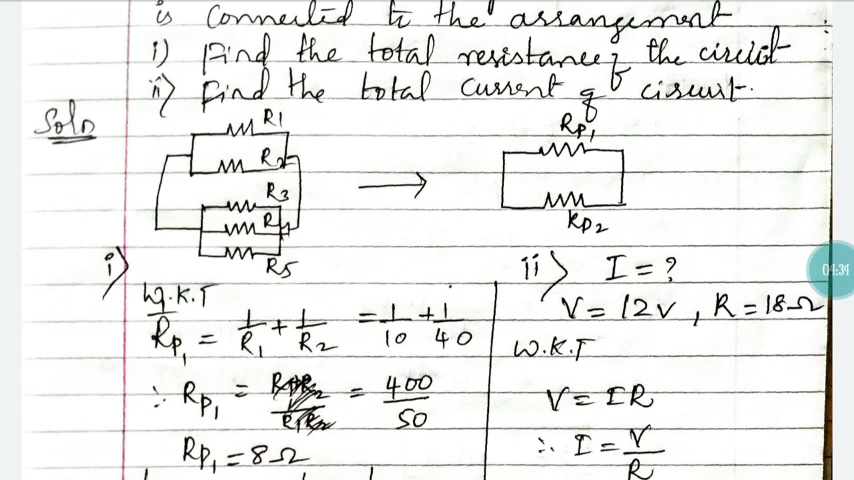 is connected to the arrangement
i) Find the total resistance of the circuit
ii) Find the total current of circuit.
Soln
R1
R2
R3
R
R5
RP1
RP2
i)
W.K.T
1/RP1 = 1/R1 + 1/R2 = 1/10 + 1/40
∴ RP1 = = 400/50
RP1 = 8Ω
ii) I = ?
V = 12V, R = 18Ω
W.K.T
V = IR
∴ I = V/R
04:34